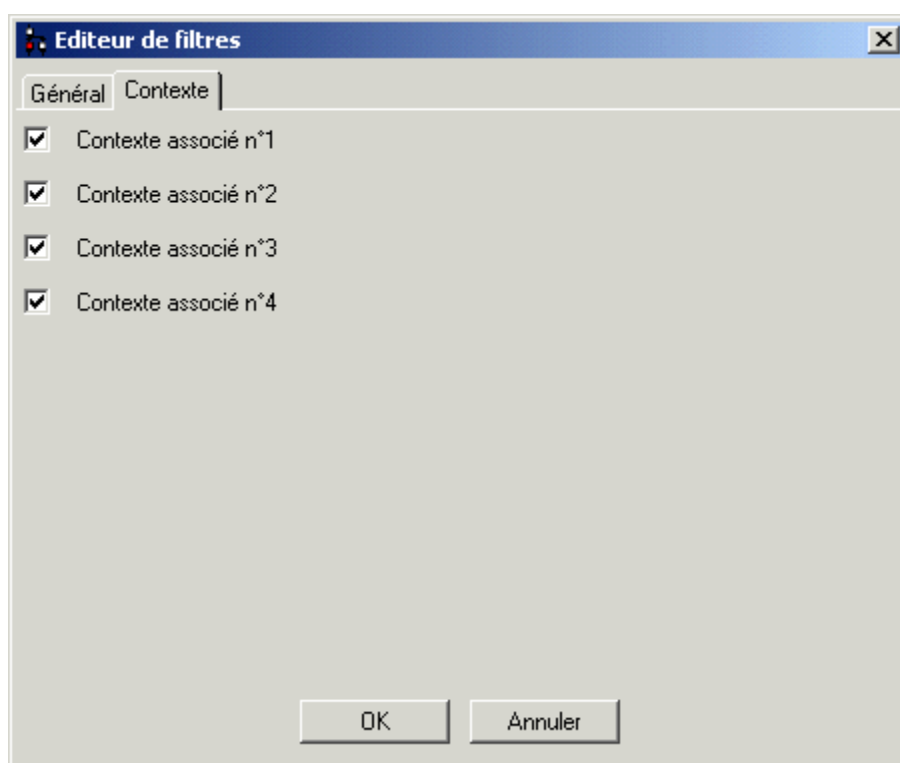 Editeur de filtres
Général Contexte
Contexte associé n°1
Contexte associé n°2
Contexte associé n°3
Contexte associé n°4
OK Annuler